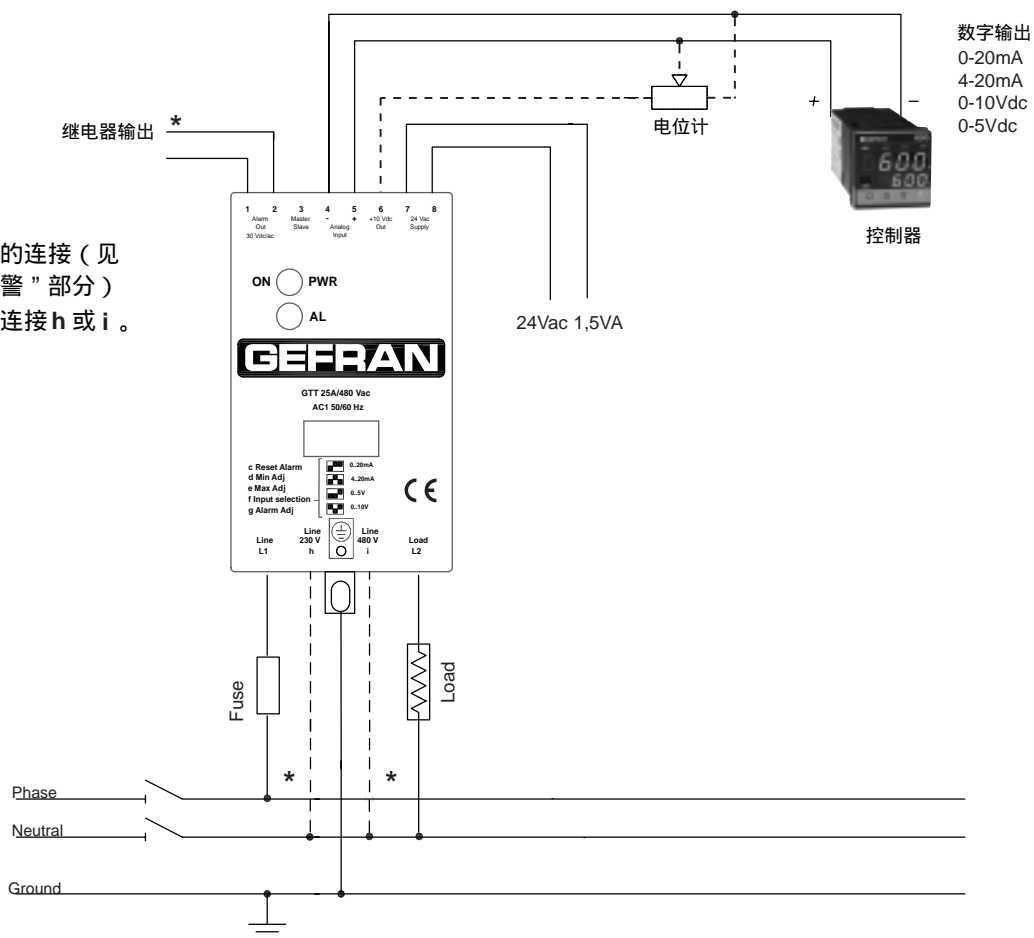 数字输出
0-20mA
4-20mA
0-10Vdc
0-5Vdc
+
−
电位计
控制器
继电器输出 *
1 2 3 4 5 6 7 8
Alarm Out 30 Vdc/ac
Master Slave
- +
Analog Input
+10 Vdc Out
24 Vac Supply
的连接（见
警”部分）
连接h 或 i 。
ON PWR
AL
24Vac 1,5VA
GEFRAN
GTT 25A/480 Vac
AC1 50/60 Hz
c Reset Alarm
d Min Adj
e Max Adj
f Input selection
g Alarm Adj
0..20mA
4..20mA
0..5V
0..10V
CE
Line L1
Line 230 V h
Line 480 V i
Load L2
Fuse
Load
* *
Phase
Neutral
Ground
600
600